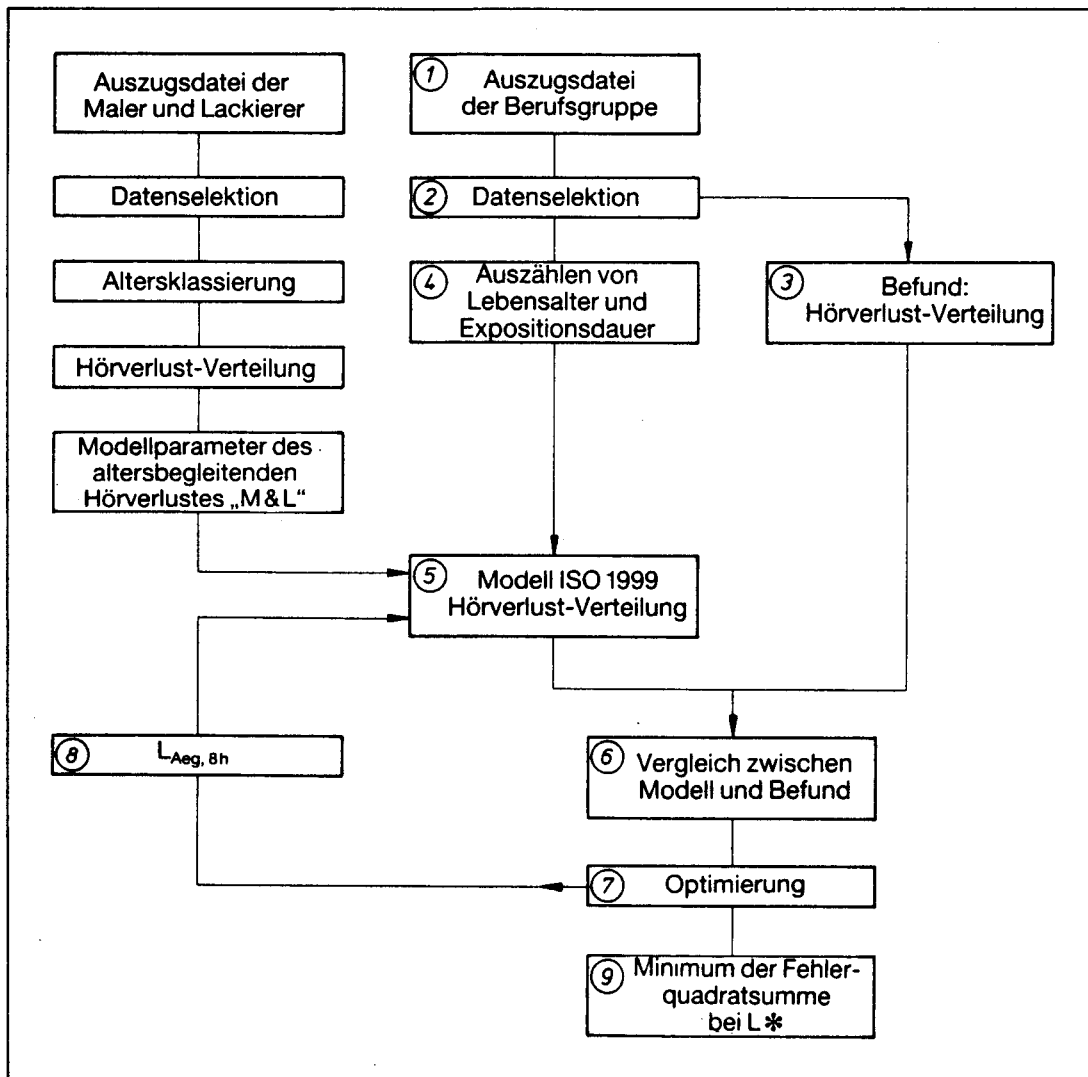 Auszugsdatei der
Maler und Lackierer
Datenselektion
Altersklassierung
Hörverlust-Verteilung
Modellparameter des
altersbegleitenden
Hörverlustes „M & L“
1 Auszugsdatei
der Berufsgruppe
2 Datenselektion
3 Befund:
Hörverlust-Verteilung
4 Auszählen von
Lebensalter und
Expositionsdauer
5 Modell ISO 1999
Hörverlust-Verteilung
6 Vergleich zwischen
Modell und Befund
7 Optimierung
8 LAeg, 8h
9 Minimum der Fehler-
quadratsumme
bei L*